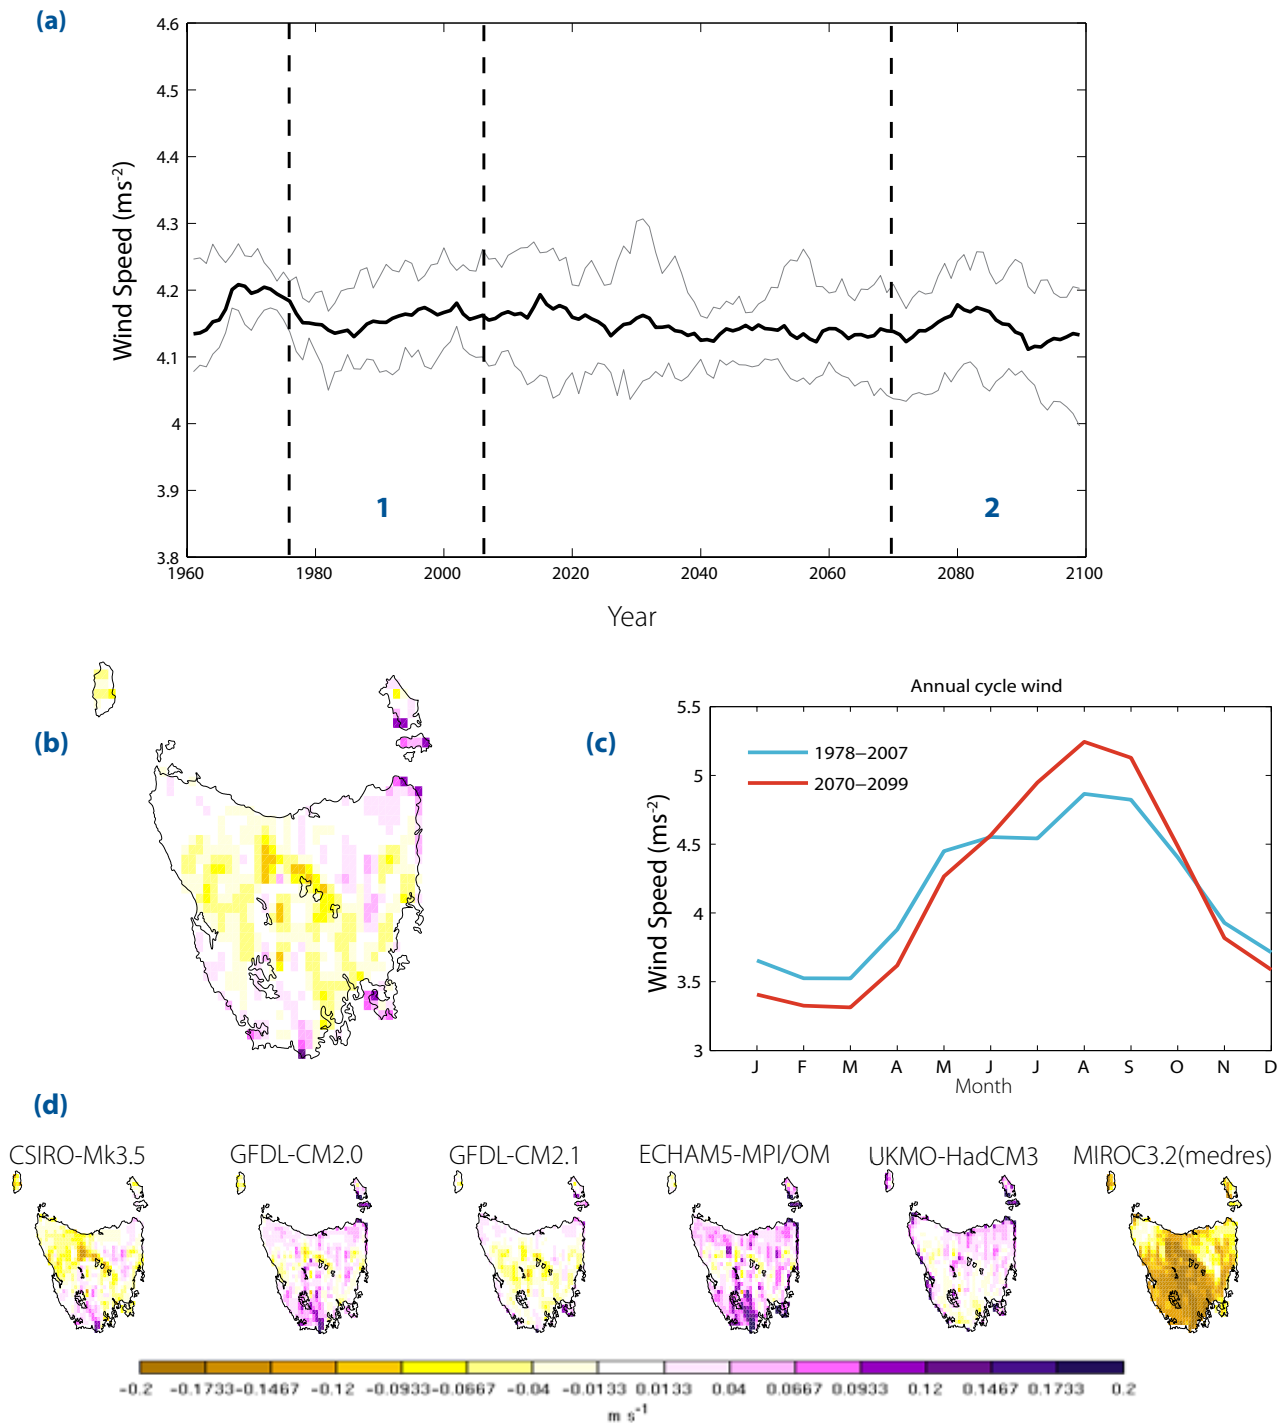 (a)
4.6
4.5
4.4
4.3
4.2
4.1
4
3.9
3.8
Wind Speed (ms-2)
1
2
1960 1980 2000 2020 2040 2060 2080 2100
Year
(b)
(c)
Annual cycle wind
5.5
5
4.5
4
3.5
3
Wind Speed (ms-2)
1978–2007
2070–2099
J F M A M J J A S O N D
Month
(d)
CSIRO-Mk3.5 GFDL-CM2.0 GFDL-CM2.1 ECHAM5-MPI/OM UKMO-HadCM3 MIROC3.2(medres)
-0.2 -0.1733 -0.1467 -0.12 -0.0933 -0.0667 -0.04 -0.0133 0.0133 0.04 0.0667 0.0933 0.12 0.1467 0.1733 0.2
m s-1